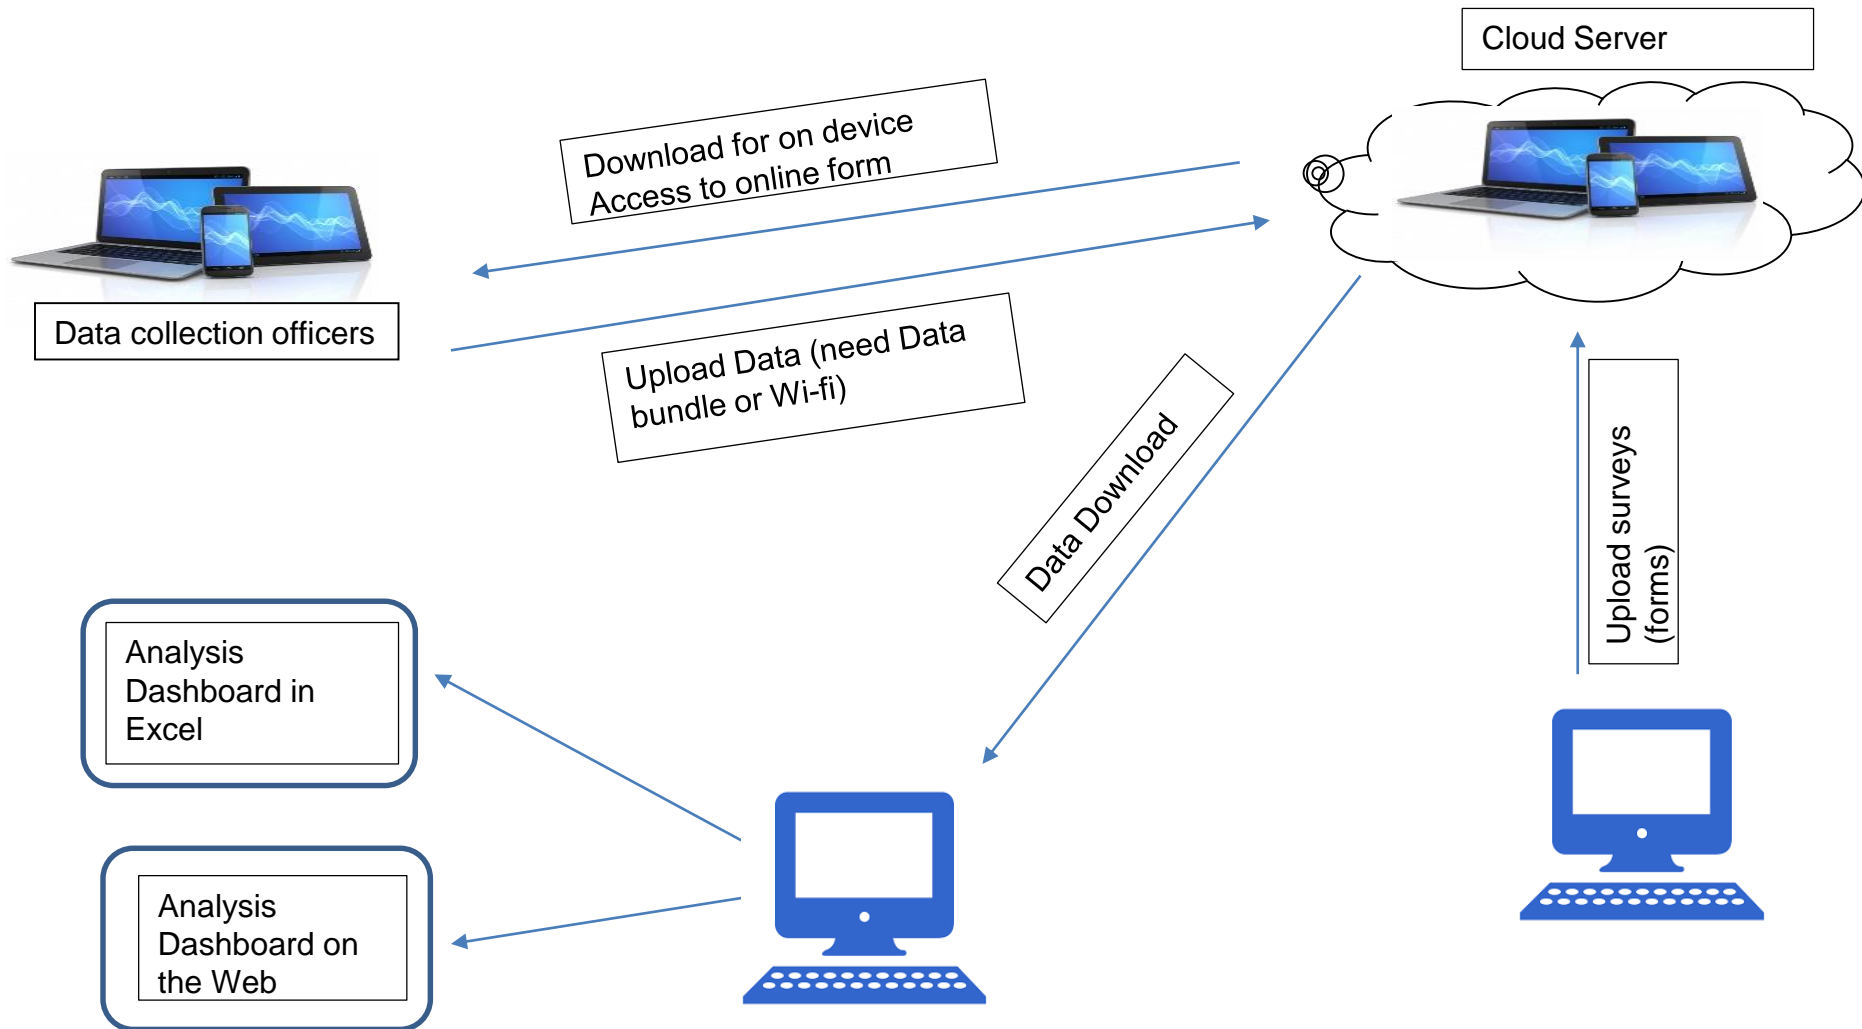 Cloud Server
Download for on device
Access to online form
Data collection officers
Upload Data (need Data
bundle or Wi-fi)
Data Download
Upload surveys
(forms)
Analysis
Dashboard in
Excel
Analysis
Dashboard on
the Web